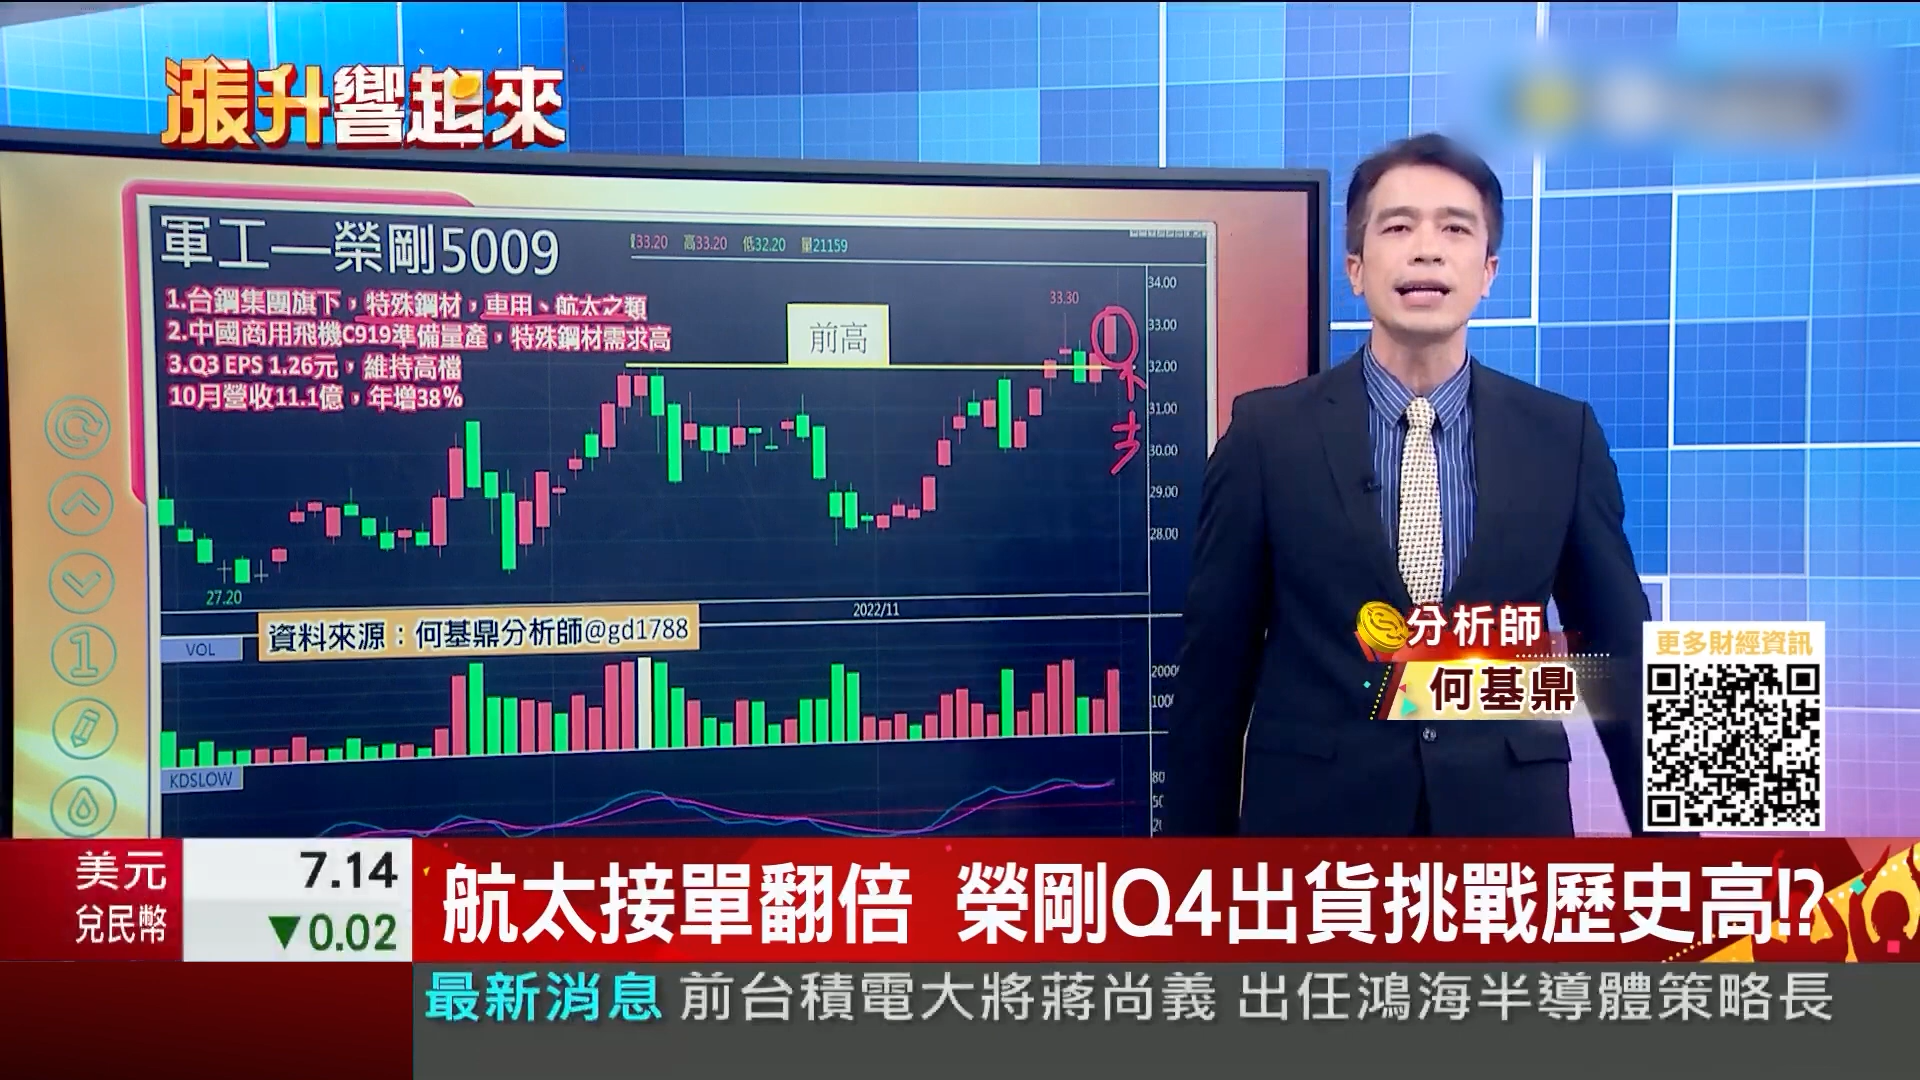 漲升響起來
軍工—榮剛5009
33.20 高33.20 低32.20 量21159
1.台鋼集團旗下，特殊鋼材，車用、航太之類
2.中國商用飛機C919準備量產，特殊鋼材需求高
3.Q3 EPS 1.26元，維持高檔
10月營收11.1億，年增38%
前高
33.30
34.00
33.00
32.00
31.00
30.00
29.00
28.00
27.20
2022/11
資料來源：何基鼎分析師@gd1788
VOL
KDSLOW
80
1
分析師
何基鼎
更多財經資訊
美元
兌民幣
7.14
▼0.02
航太接單翻倍 榮剛Q4出貨挑戰歷史高!?
最新消息 前台積電大將蔣尚義 出任鴻海半導體策略長